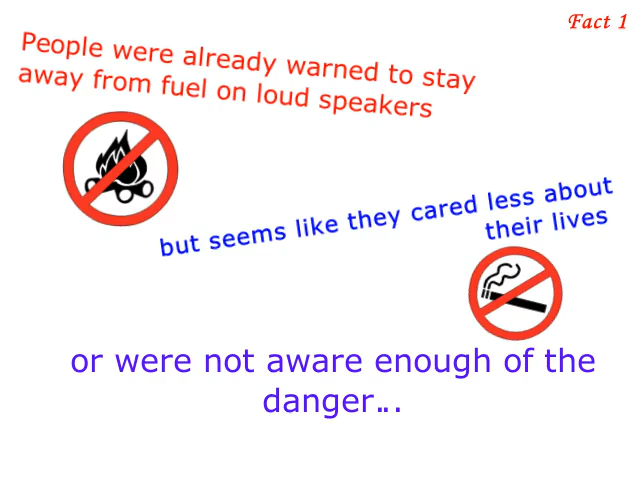 Fact 1
People were already warned to stay
away from fuel on loud speakers
but seems like they cared less about
their lives
or were not aware enough of the
danger...